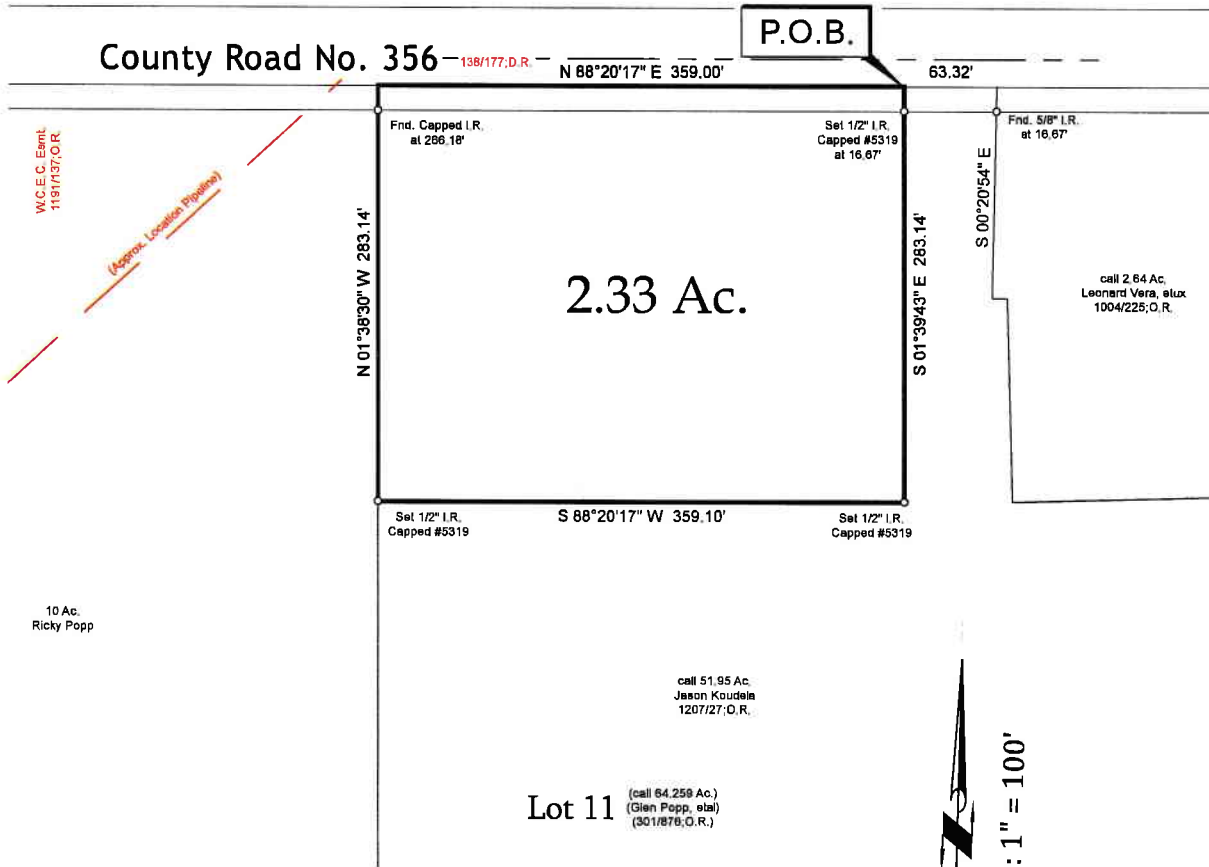 P.O.B.
County Road No. 356
138/177;D.R.
N 88°20'17" E 359.00'
63.32'
Fnd. Capped I.R.
at 266.18'
Set 1/2" I.R.
Capped #5319
at 16.67'
Fnd. 5/8" I.R.
at 16.67'
W.C.E.C. Esmt.
1191/137;O.R.
(Approx. Location Pipeline)
N 01°38'30" W 283.14'
2.33 Ac.
S 01°39'43" E 283.14'
S 00°20'54" E
call 2.64 Ac.
Leonard Vera, etux
1004/225;O.R.
Set 1/2" I.R.
Capped #5319
S 88°20'17" W 359.10'
Set 1/2" I.R.
Capped #5319
10 Ac.
Ricky Popp
call 51.95 Ac.
Jason Koudela
1207/27;O.R.
Lot 11
(call 64.259 Ac.)
(Glen Popp, etal)
(301/876;O.R.)
: 1" = 100'